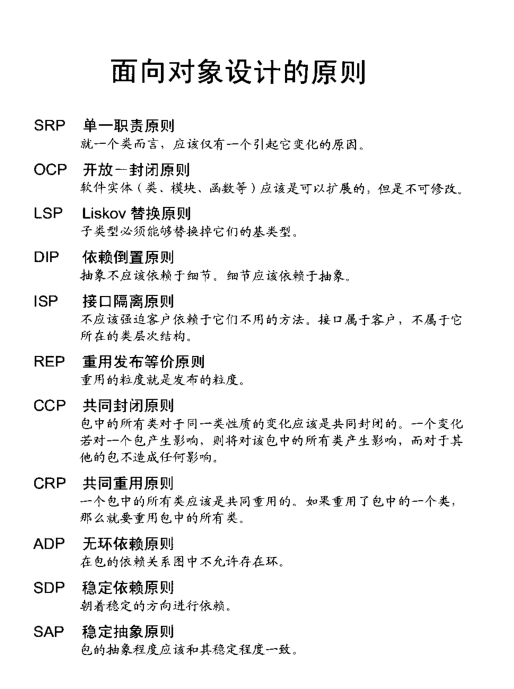 面向对象设计的原则
SRP 单一职责原则
就一个类而言，应该仅有一个引起它变化的原因。
OCP 开放—封闭原则
软件实体（类、模块、函数等）应该是可以扩展的，但是不可修改。
LSP Liskov 替换原则
子类型必须能够替换掉它们的基类型。
DIP 依赖倒置原则
抽象不应该依赖于细节。细节应该依赖于抽象。
ISP 接口隔离原则
不应该强迫客户依赖于它们不用的方法。接口属于客户，不属于它
所在的类层次结构。
REP 重用发布等价原则
重用的粒度就是发布的粒度。
CCP 共同封闭原则
包中的所有类对于同一类性质的变化应该是共同封闭的。一个变化
若对一个包产生影响，则将对该包中的所有类产生影响，而对于其
他的包不造成任何影响。
CRP 共同重用原则
一个包中的所有类应该是共同重用的。如果重用了包中的一个类，
那么就要重用包中的所有类。
ADP 无环依赖原则
在包的依赖关系图中不允许存在环。
SDP 稳定依赖原则
朝着稳定的方向进行依赖。
SAP 稳定抽象原则
包的抽象程度应该和其稳定程度一致。